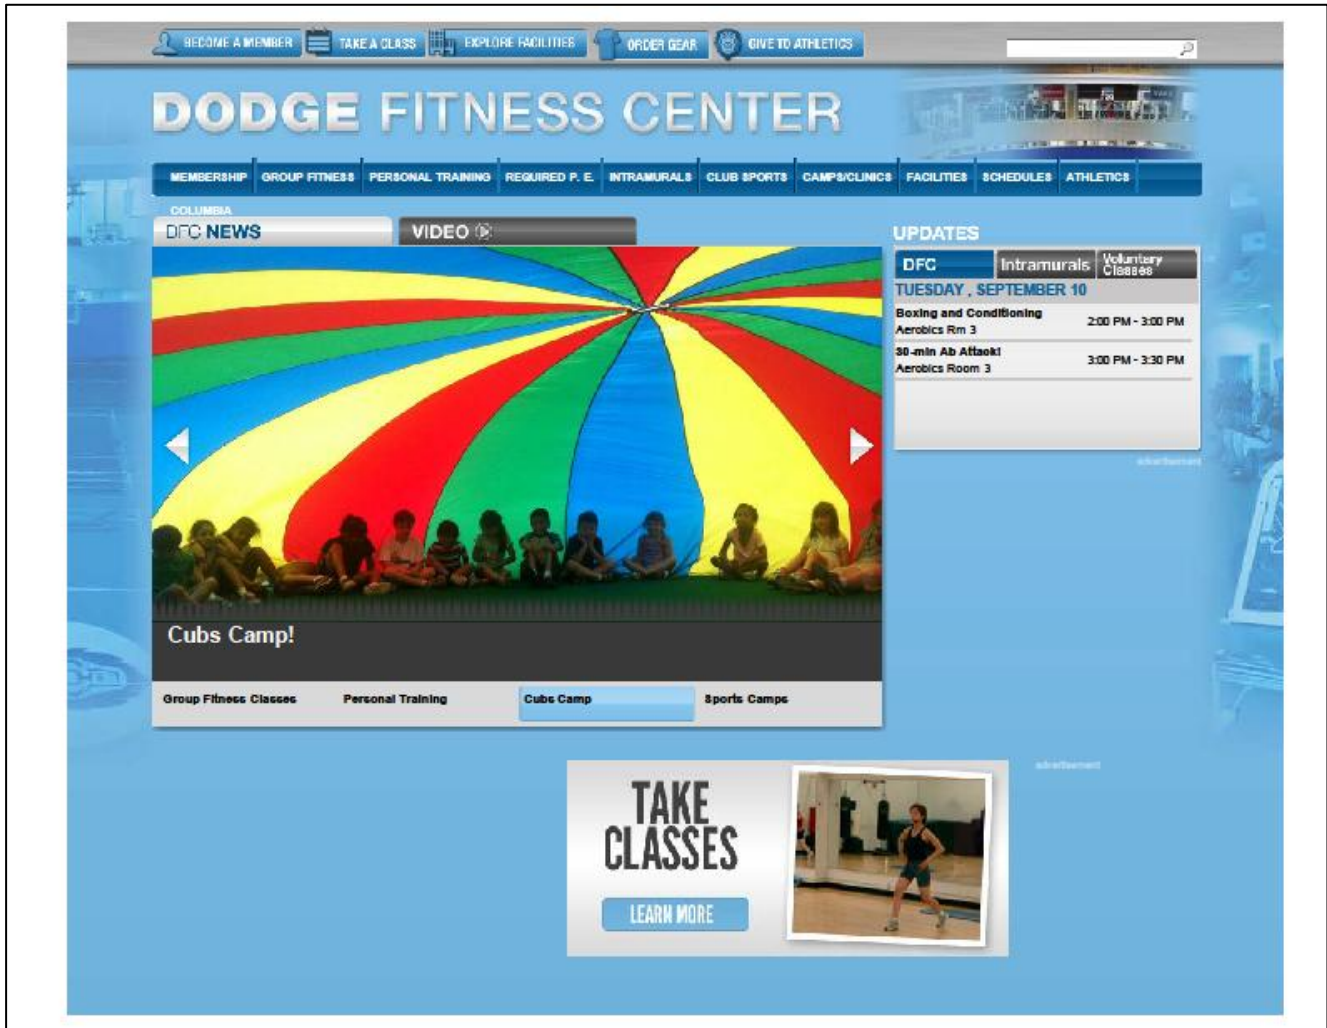 BECOME A MEMBER TAKE A CLASS EXPLORE FACILITIES ORDER GEAR GIVE TO ATHLETICS
DODGE FITNESS CENTER
MEMBERSHIP GROUP FITNESS PERSONAL TRAINING REQUIRED P. E. INTRAMURALS CLUB SPORTS CAMPS/CLINICS FACILITIES SCHEDULES ATHLETICS
COLUMBIA
DFC NEWS VIDEO
UPDATES
DFC Intramurals Voluntary Classes
TUESDAY , SEPTEMBER 10
Boxing and Conditioning
Aerobics Rm 3
2:00 PM - 3:00 PM
30-min Ab Attack!
Aerobics Room 3
3:00 PM - 3:30 PM
advertisement
Cubs Camp!
Group Fitness Classes Personal Training Cubs Camp Sports Camps
advertisement
TAKE
CLASSES
LEARN MORE